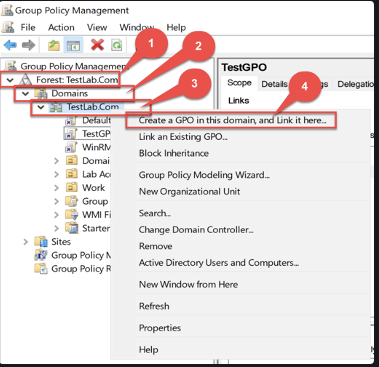 Group Policy Management
File Action View Window Help
Group Policy Management
1
Forest: TestLab.Com
2
Domains
3
TestLab.Com
Default
TestGPO
WinRM
Domai
Lab Acc
Work
Group
WMI Fi
Starter
Sites
Group Policy M
Group Policy R
TestGPO
Scope Details Settings Delegation
Links
4
Create a GPO in this domain, and Link it here...
Link an Existing GPO...
Block Inheritance
Group Policy Modeling Wizard...
New Organizational Unit
Search...
Change Domain Controller...
Remove
Active Directory Users and Computers...
New Window from Here
Refresh
Properties
Help